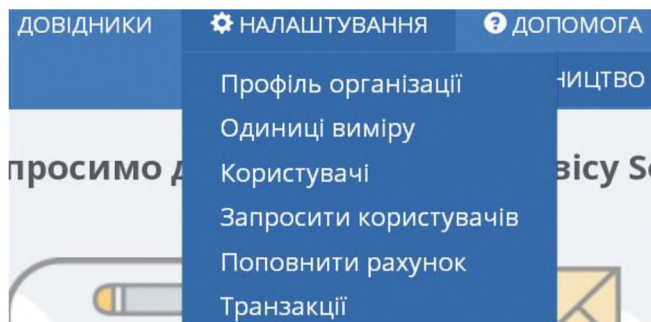 ДОВІДНИКИ НАЛАШТУВАННЯ ДОПОМОГА
Профіль організації
Одиниці виміру
Користувачі
Запросити користувачів
Поповнити рахунок
Транзакції